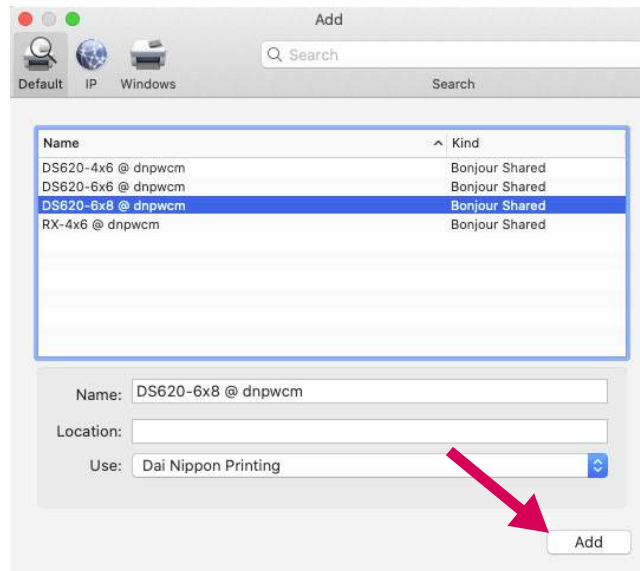 Add
Search
Default IP Windows Search
Name Kind
DS620-4x6 @ dnpwcm Bonjour Shared
DS620-6x6 @ dnpwcm Bonjour Shared
DS620-6x8 @ dnpwcm Bonjour Shared
RX-4x6 @ dnpwcm Bonjour Shared
Name: DS620-6x8 @ dnpwcm
Location:
Use: Dai Nippon Printing
Add